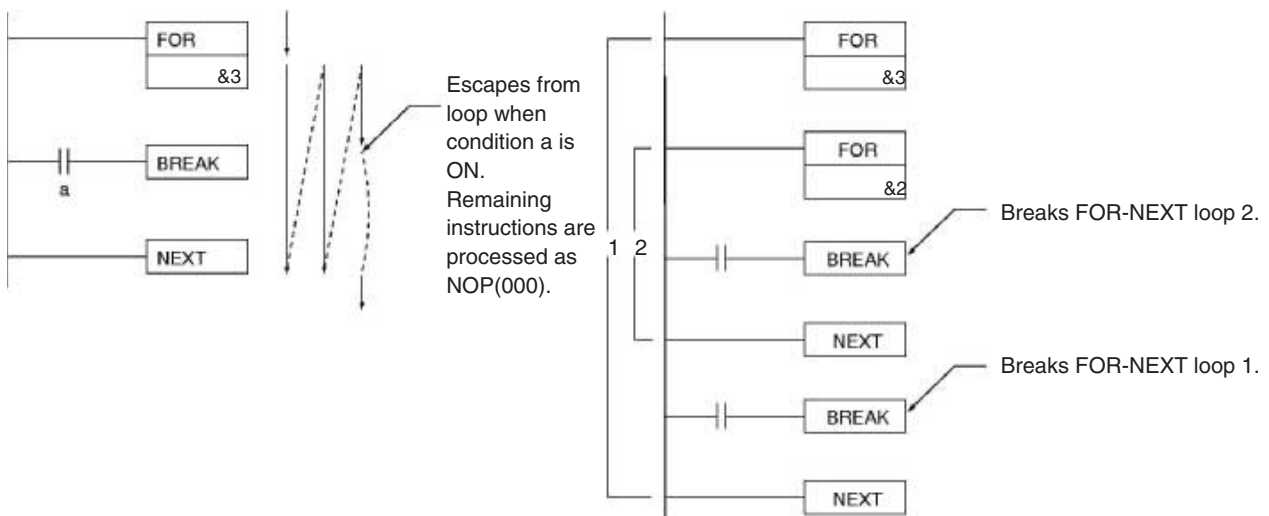 FOR
&3
a
BREAK
NEXT
Escapes from
loop when
condition a is
ON.
Remaining
instructions are
processed as
NOP(000).
1
2
FOR
&3
FOR
&2
BREAK
Breaks FOR-NEXT loop 2.
NEXT
Breaks FOR-NEXT loop 1.
BREAK
NEXT